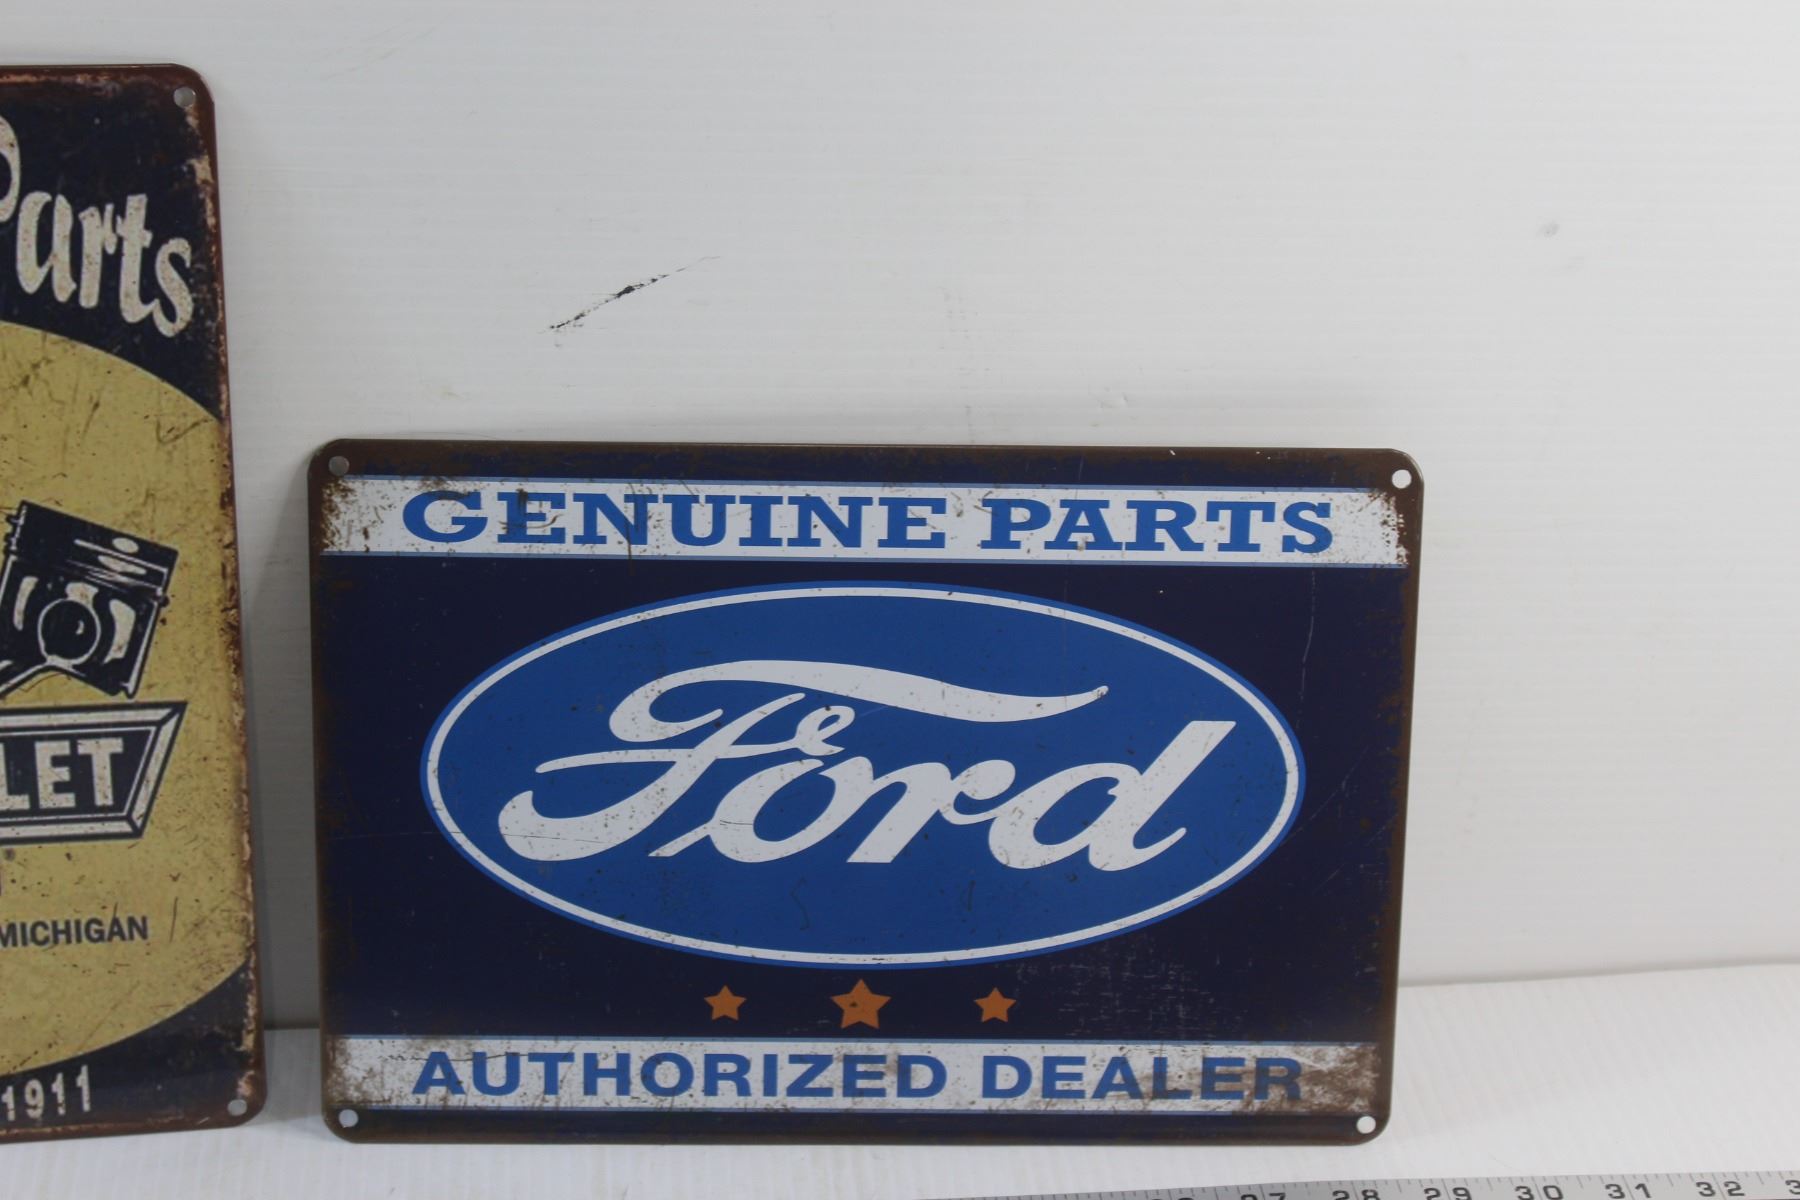 Parts
LET
MICHIGAN
1911
GENUINE PARTS
Ford
AUTHORIZED DEALER
27 28 29 30 31 32